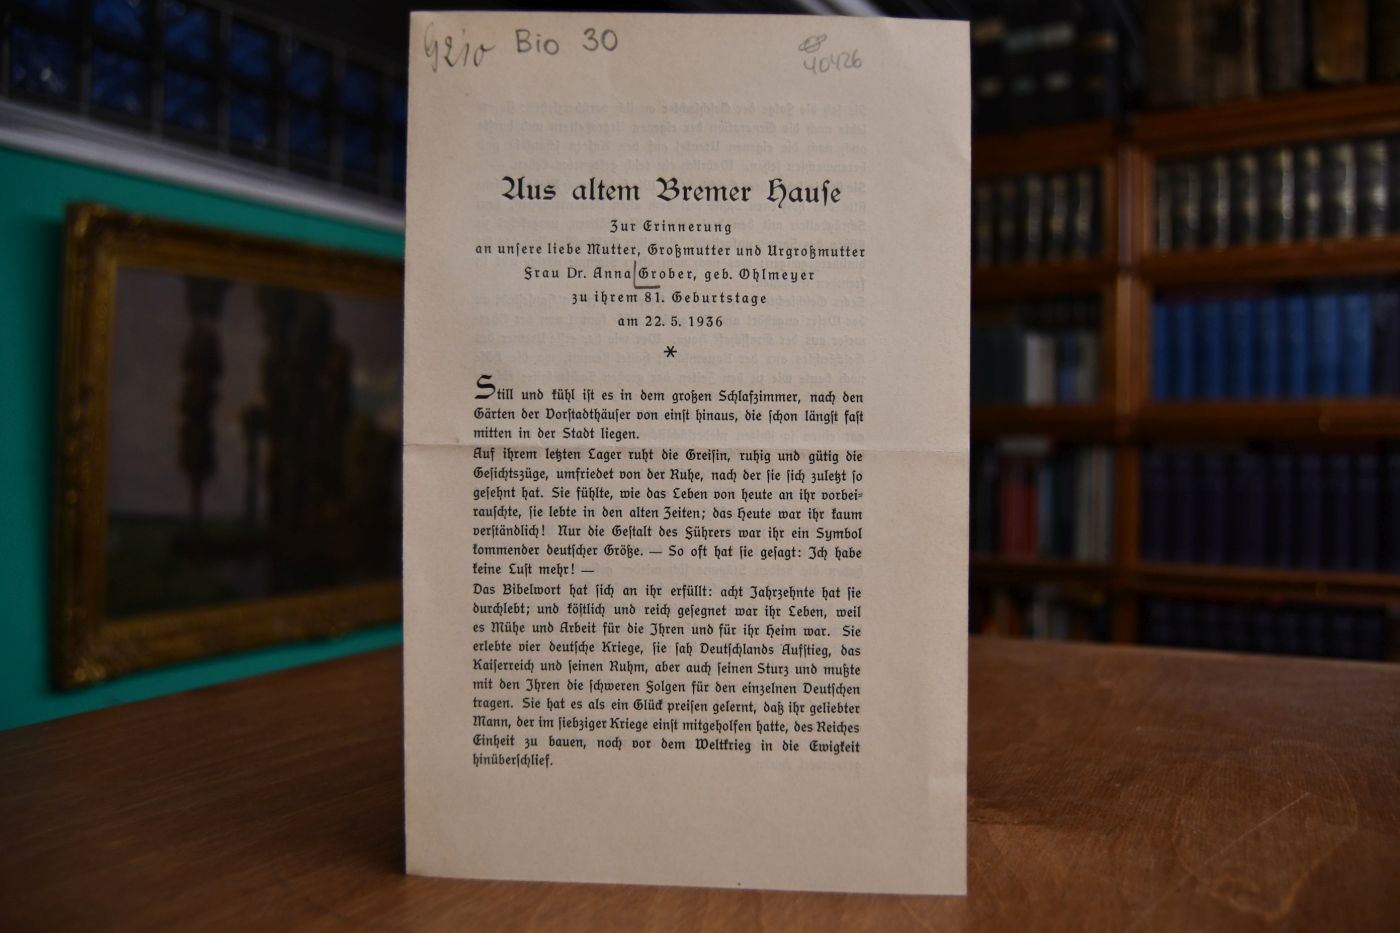 Bio 30
40426
Aus altem Bremer Hauſe
Zur Erinnerung
an unſere liebe Mutter, Großmutter und Urgroßmutter
Frau Dr. Anna Grober, geb. Ohlmeyer
zu ihrem 81. Geburtstage
am 22. 5. 1936
*
Still und kühl iſt es in dem großen Schlafzimmer, nach den
Gärten der Vorſtadthäuſer von einſt hinaus, die ſchon längſt faſt
mitten in der Stadt liegen.
Auf ihrem letzten Lager ruht die Greiſin, ruhig und gütig die
Geſichtszüge, umfriedet von der Ruhe, nach der ſie ſich zuletzt ſo
geſehnt hat. Sie fühlte, wie das Leben von heute an ihr vorbei⸗
rauſchte, ſie lebte in den alten Zeiten; das Heute war ihr kaum
verſtändlich! Nur die Geſtalt des Führers war ihr ein Symbol
kommender deutſcher Größe. — So oft hat ſie geſagt: Ich habe
keine Luſt mehr! —
Das Bibelwort hat ſich an ihr erfüllt: acht Jahrzehnte hat ſie
durchlebt; und köſtlich und reich geſegnet war ihr Leben, weil
es Mühe und Arbeit für die Ihren und für ihr Heim war. Sie
erlebte vier deutſche Kriege, ſie ſah Deutſchlands Aufſtieg, das
Kaiſerreich und ſeinen Ruhm, aber auch ſeinen Sturz und mußte
mit den Ihren die ſchweren Folgen für den einzelnen Deutſchen
tragen. Sie hat es als ein Glück preiſen gelernt, daß ihr geliebter
Mann, der im ſiebziger Kriege einſt mitgeholfen hatte, des Reiches
Einheit zu bauen, noch vor dem Weltkrieg in die Ewigkeit
hinüberſchlief.